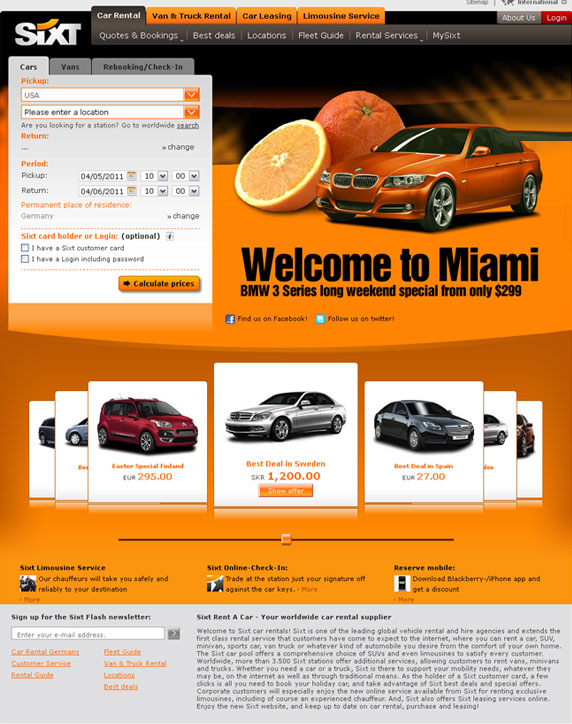 Sitemap | International
SIXT
Car Rental Van & Truck Rental Car Leasing Limousine Service
About Us Login
Quotes & Bookings Best deals Locations Fleet Guide Rental Services MySixt
Cars Vans Rebooking/Check-In
Pickup:
USA
Please enter a location
Are you looking for a station? Go to worldwide search
Return:
... » change
Period:
Pickup: 04/05/2011 10 00
Return: 04/06/2011 10 00
Permanent place of residence:
Germany » change
Sixt card holder or Login: (optional) i
I have a Sixt customer card
I have a Login including password
Calculate prices
Welcome to Miami
BMW 3 Series long weekend special from only $299
Find us on Facebook! Follow us on twitter!
Easter Special Finland
EUR 295.00
Best Deal in Sweden
SKR 1,200.00
Show offer
Best Deal in Spain
EUR 27.00
Sixt Limousine Service
Our chauffeurs will take you safely and
reliably to your destination
› More
Sixt Online-Check-In:
Trade at the station just your signature off
against the car keys. › More
Reserve mobile:
Download Blackberry-/iPhone app and
get a discount
› More
Sign up for the Sixt Flash newsletter:
Enter your e-mail address.
Car Rental Germany Fleet Guide
Customer Service Van & Truck Rental
Rental Guide Locations
Best deals
Sixt Rent A Car - Your worldwide car rental supplier
Welcome to Sixt car rentals! Sixt is one of the leading global vehicle rental and hire agencies and extends the
first class rental service that customers have come to expect to the internet, where you can rent a car, SUV,
minivan, sports car, van truck or whatever kind of automobile you desire from the comfort of your own home.
The Sixt car pool offers a comprehensive choice of SUVs and even limousines to satisfy every customer.
Worldwide, more than 3.500 Sixt stations offer additional services, allowing customers to rent vans, minivans
and trucks. Whether you need a car or a truck, Sixt is there to support your mobility needs, whatever they may
be, on the internet as well as through traditional means. As the holder of a Sixt customer card, a few
clicks is all you need to book your holiday car, and take advantage of Sixt best deals and special offers.
Corporate customers will especially enjoy the new online service available from Sixt for renting exclusive
limousines, including of course an experienced chauffeur. And, Sixt also offers Sixt leasing services online.
Enjoy the new Sixt website, and keep up to date on car rental, purchase and leasing!